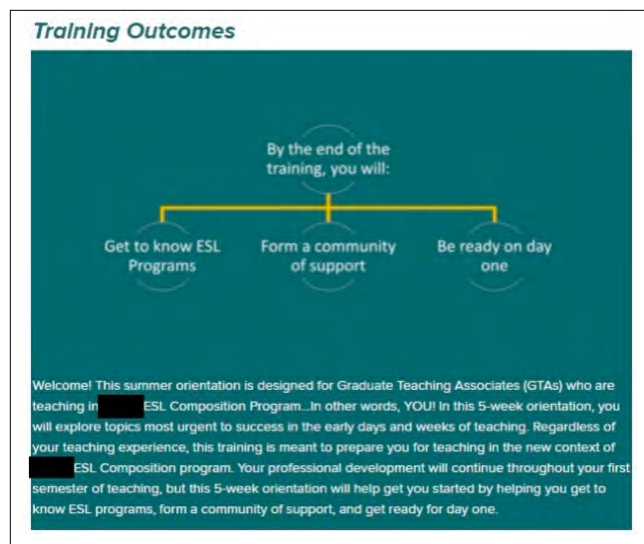 Training Outcomes
By the end of the
training, you will:
Get to know ESL
Programs
Form a community
of support
Be ready on day
one
Welcome! This summer orientation is designed for Graduate Teaching Associates (GTAs) who are
teaching in ESL Composition Program...In other words, YOU! In this 5-week orientation, you
will explore topics most urgent to success in the early days and weeks of teaching. Regardless of
your teaching experience, this training is meant to prepare you for teaching in the new context of
ESL Composition program. Your professional development will continue throughout your first
semester of teaching, but this 5-week orientation will help get you started by helping you get to
know ESL programs, form a community of support, and get ready for day one.